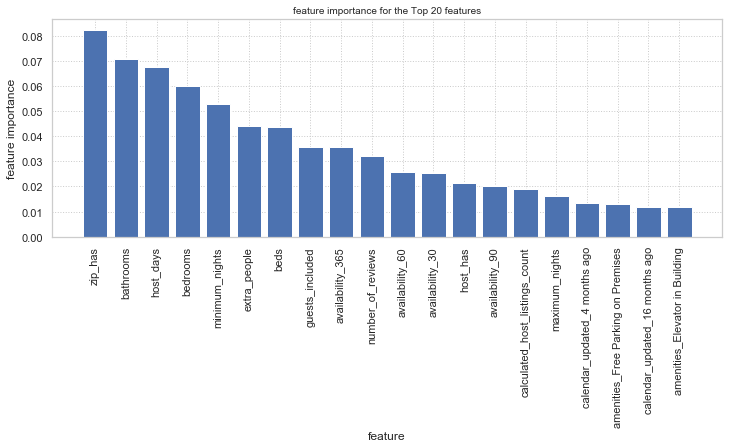 feature importance for the Top 20 features
feature importance
0.08
0.07
0.06
0.05
0.04
0.03
0.02
0.01
0.00
zip_has
bathrooms
host_days
bedrooms
minimum_nights
extra_people
beds
guests_included
availability_365
number_of_reviews
availability_60
availability_30
host_has
availability_90
calculated_host_listings_count
maximum_nights
calendar_updated_4 months ago
amenities_Free Parking on Premises
calendar_updated_16 months ago
amenities_Elevator in Building
feature